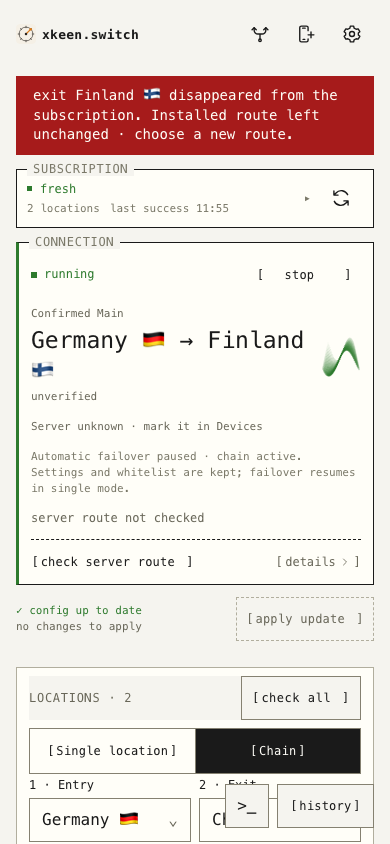 xkeen.switch
exit Finland 🇫🇮 disappeared from the
subscription. Installed route left
unchanged · choose a new route.
SUBSCRIPTION
fresh
2 locations last success 11:55
CONNECTION
running
[ stop ]
Confirmed Main
Germany 🇩🇪 → Finland
🇫🇮
unverified
Server unknown · mark it in Devices
Automatic failover paused · chain active.
Settings and whitelist are kept; failover resumes
in single mode.
server route not checked
[check server route ]
[details > ]
✓ config up to date
no changes to apply
[apply update ]
LOCATIONS · 2
[check all ]
[Single location]
[Chain]
1 · Entry
2 · Exit
Germany 🇩🇪
>_
[history]